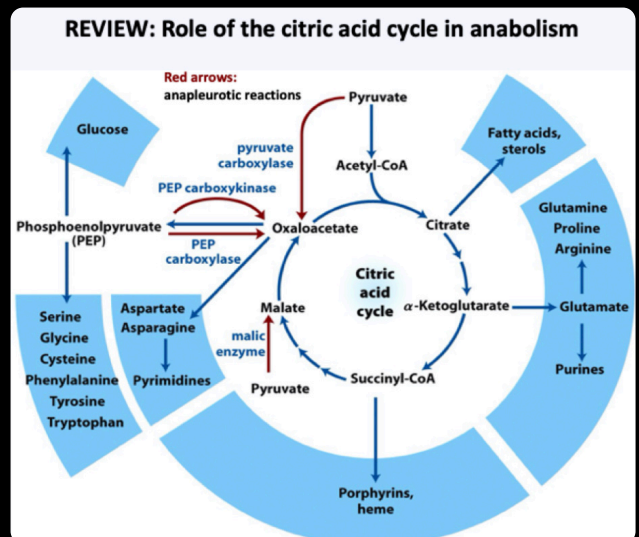 REVIEW: Role of the citric acid cycle in anabolism
Red arrows:
anapleurotic reactions
Pyruvate
Glucose
Fatty acids,
sterols
pyruvate
carboxylase
Acetyl-CoA
PEP carboxykinase
Glutamine
Proline
Arginine
Phosphoenolpyruvate
(PEP)
Oxaloacetate
Citrate
PEP
carboxylase
Citric
acid
cycle
Serine
Glycine
Cysteine
Phenylalanine
Tyrosine
Tryptophan
Aspartate
Asparagine
Pyrimidines
Malate
α-Ketoglutarate
Glutamate
malic
enzyme
Pyruvate
Succinyl-CoA
Purines
Porphyrins,
heme